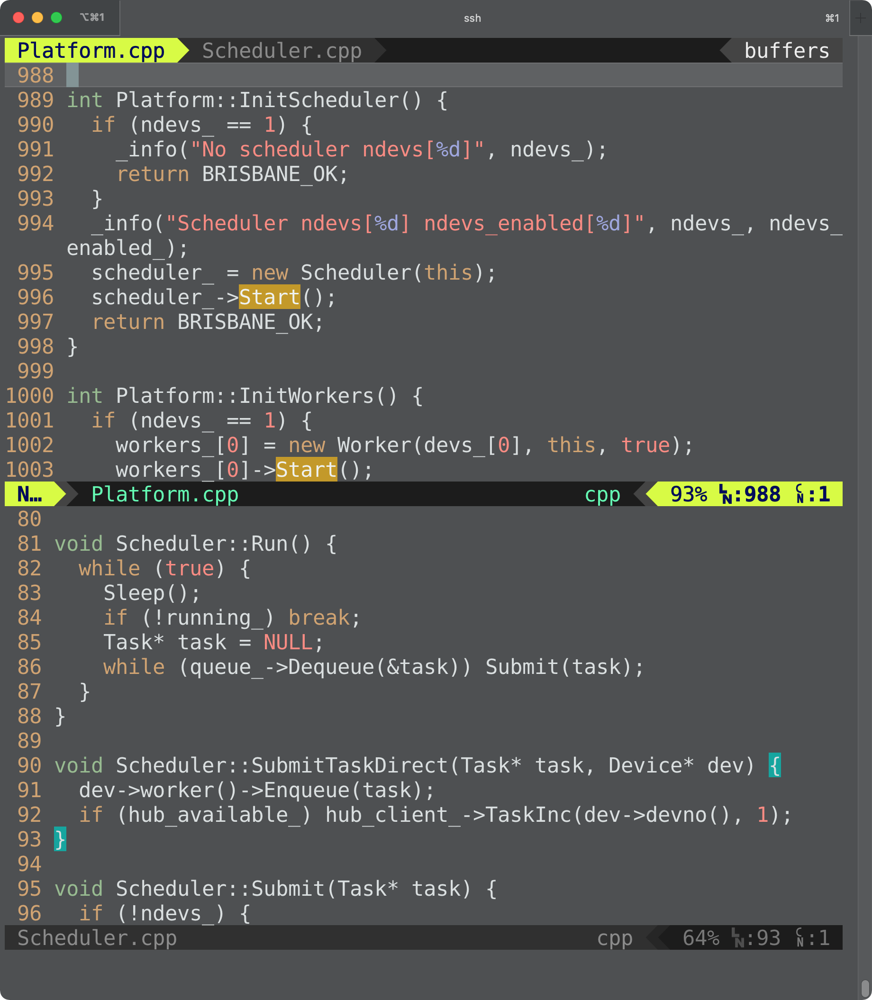 ⌥⌘1 ssh ⌘1 +
Platform.cpp Scheduler.cpp buffers
988
989 int Platform::InitScheduler() {
990   if (ndevs_ == 1) {
991     _info("No scheduler ndevs[%d]", ndevs_);
992     return BRISBANE_OK;
993   }
994   _info("Scheduler ndevs[%d] ndevs_enabled[%d]", ndevs_, ndevs_
enabled_);
995   scheduler_ = new Scheduler(this);
996   scheduler_->Start();
997   return BRISBANE_OK;
998 }
999
1000 int Platform::InitWorkers() {
1001   if (ndevs_ == 1) {
1002     workers_[0] = new Worker(devs_[0], this, true);
1003     workers_[0]->Start();
N… Platform.cpp cpp 93% LN:988 CN:1
80
81 void Scheduler::Run() {
82   while (true) {
83     Sleep();
84     if (!running_) break;
85     Task* task = NULL;
86     while (queue_->Dequeue(&task)) Submit(task);
87   }
88 }
89
90 void Scheduler::SubmitTaskDirect(Task* task, Device* dev) {
91   dev->worker()->Enqueue(task);
92   if (hub_available_) hub_client_->TaskInc(dev->devno(), 1);
93 }
94
95 void Scheduler::Submit(Task* task) {
96   if (!ndevs_) {
Scheduler.cpp cpp 64% LN:93 CN:1